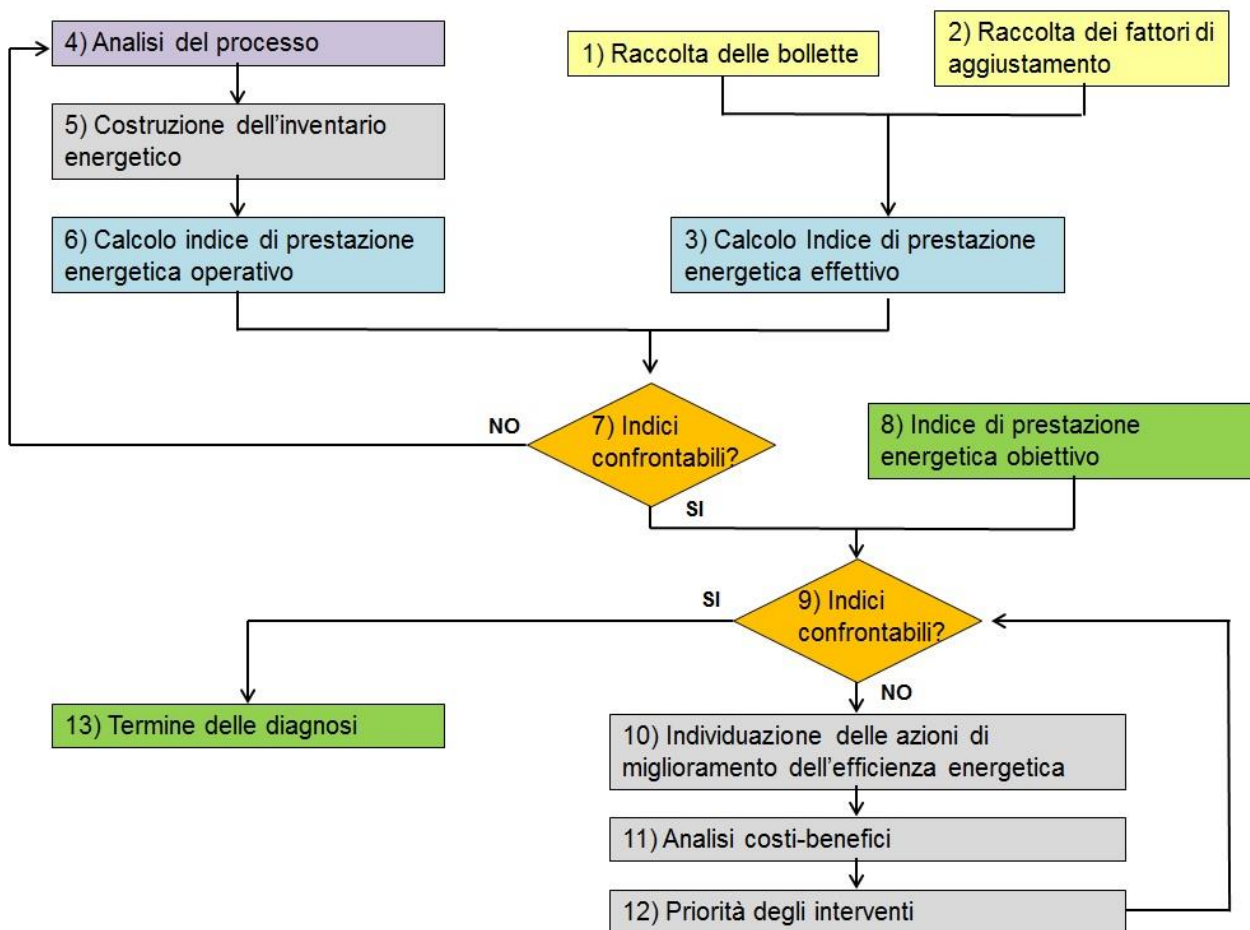 4) Analisi del processo
1) Raccolta delle bollette
2) Raccolta dei fattori di
aggiustamento
5) Costruzione dell'inventario
energetico
6) Calcolo indice di prestazione
energetica operativo
3) Calcolo Indice di prestazione
energetica effettivo
NO
7) Indici
confrontabili?
8) Indice di prestazione
energetica obiettivo
SI
SI
9) Indici
confrontabili?
NO
13) Termine delle diagnosi
10) Individuazione delle azioni di
miglioramento dell'efficienza energetica
11) Analisi costi-benefici
12) Priorità degli interventi